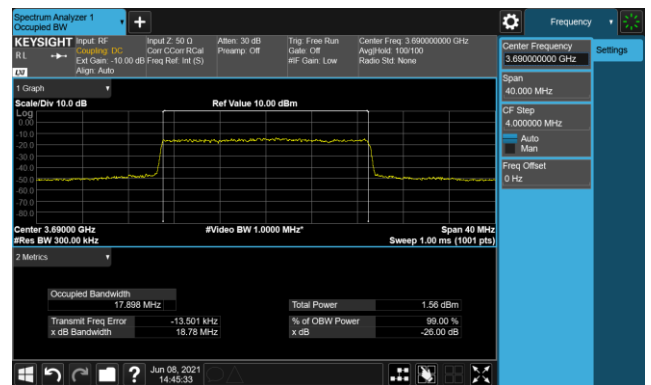 Spectrum Analyzer 1
Occupied BW
Frequency
KEYSIGHT
R L
Input: RF
Coupling: DC
Ext Gain: -10.00 dB
Align: Auto
Input Z: 50 Ω
Corr CCorr RCal
Freq Ref: Int (S)
Atten: 30 dB
Preamp: Off
Trig: Free Run
Gate: Off
#IF Gain: Low
Center Freq: 3.690000000 GHz
Avg|Hold: 100/100
Radio Std: None
Center Frequency
3.690000000 GHz
Settings
Span
40.000 MHz
CF Step
4.000000 MHz
Auto
Man
Freq Offset
0 Hz
1 Graph
Scale/Div 10.0 dB
Ref Value 10.00 dBm
Log
0.00
-10.0
-20.0
-30.0
-40.0
-50.0
-60.0
-70.0
-80.0
Center 3.69000 GHz
#Video BW 1.0000 MHz*
Span 40 MHz
#Res BW 300.00 kHz
Sweep 1.00 ms (1001 pts)
2 Metrics
Occupied Bandwidth
17.898 MHz
Total Power 1.56 dBm
Transmit Freq Error -13.501 kHz
% of OBW Power 99.00 %
x dB Bandwidth 18.78 MHz
x dB -26.00 dB
Jun 08, 2021
14:45:33